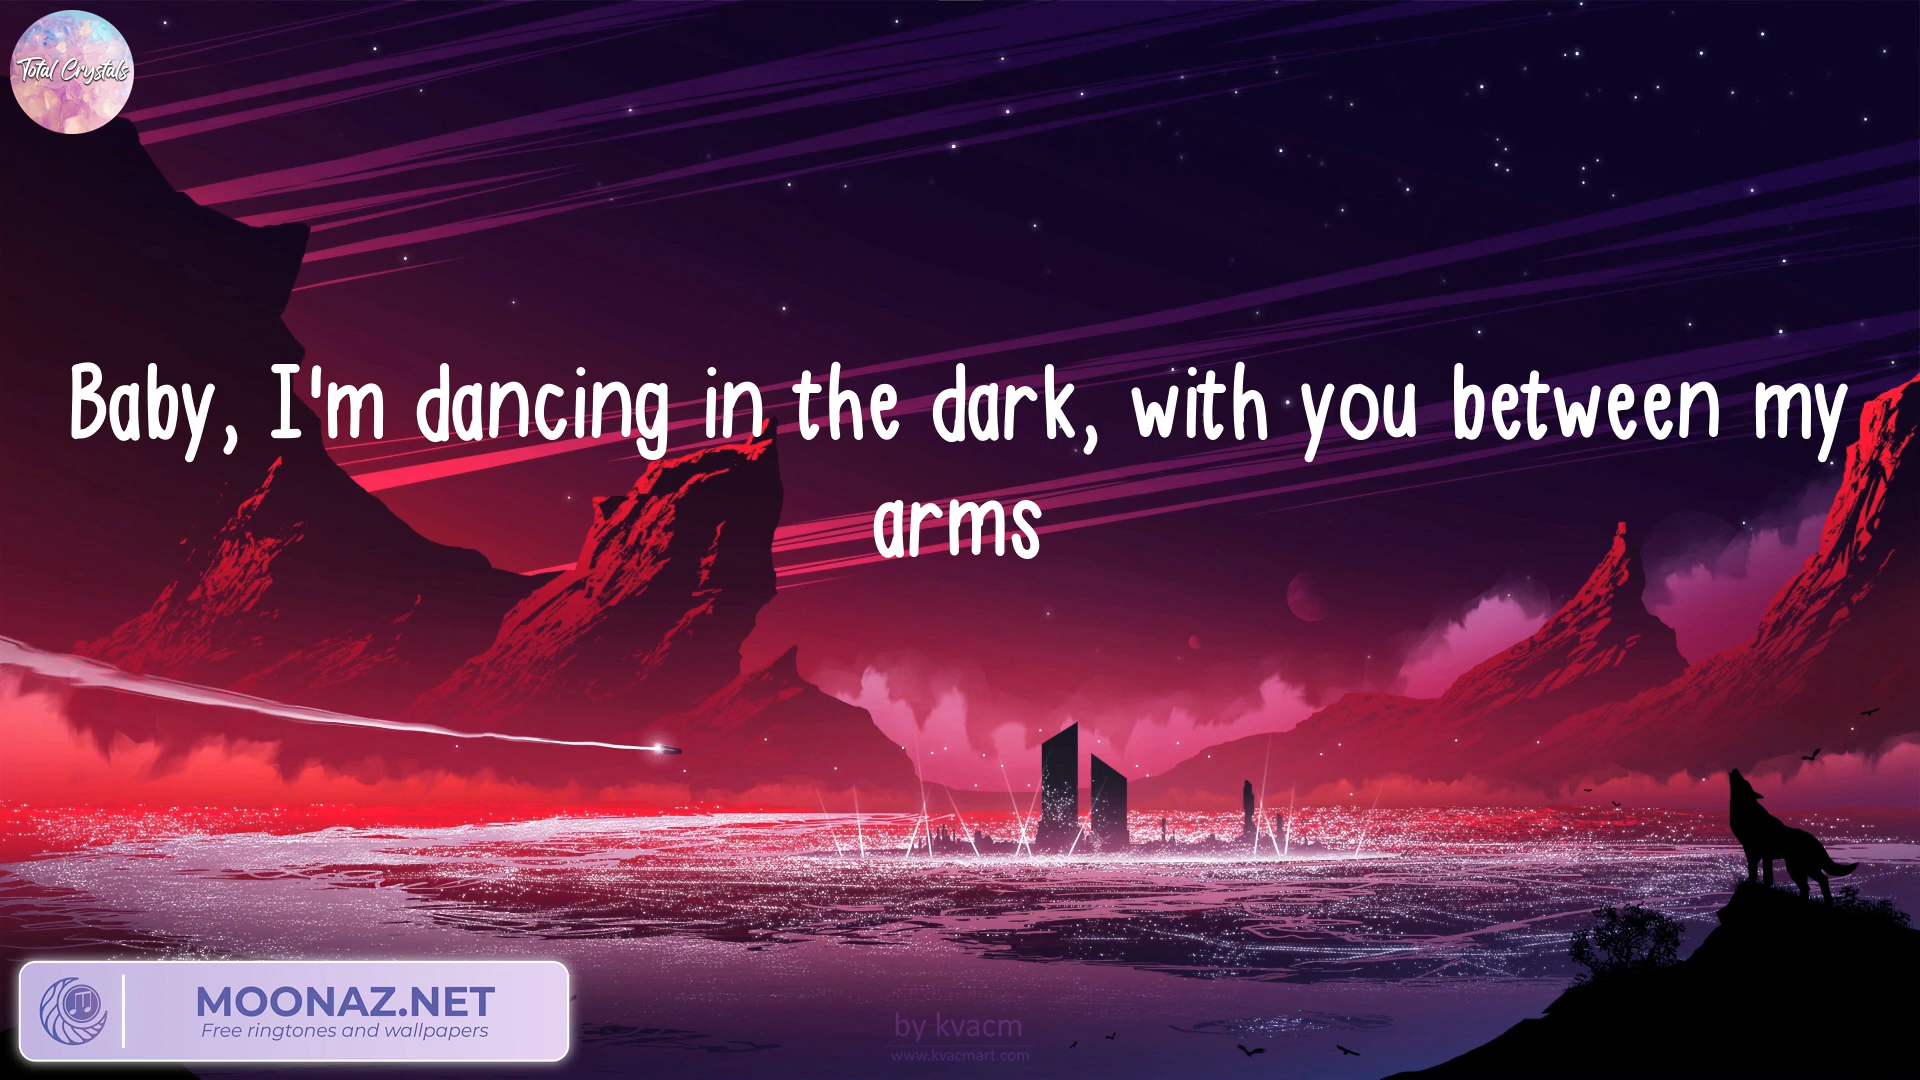 Total Crystals
Baby, I'm dancing in the dark, with you between my
arms
MOONAZ.NET
Free ringtones and wallpapers
by kvacm
www.kvacmart.com